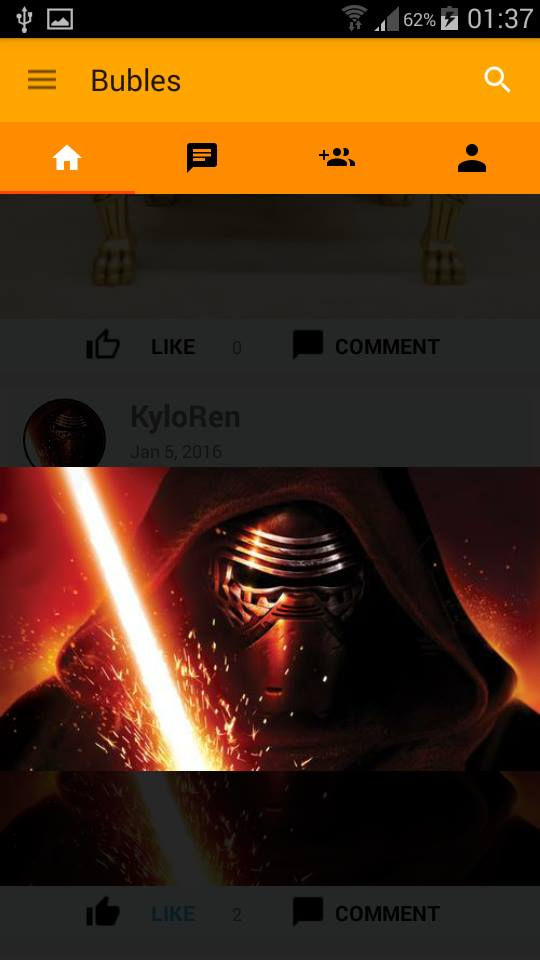 62% 01:37
Bubles
LIKE 0 COMMENT
KyloRen
Jan 5, 2016
LIKE 2 COMMENT